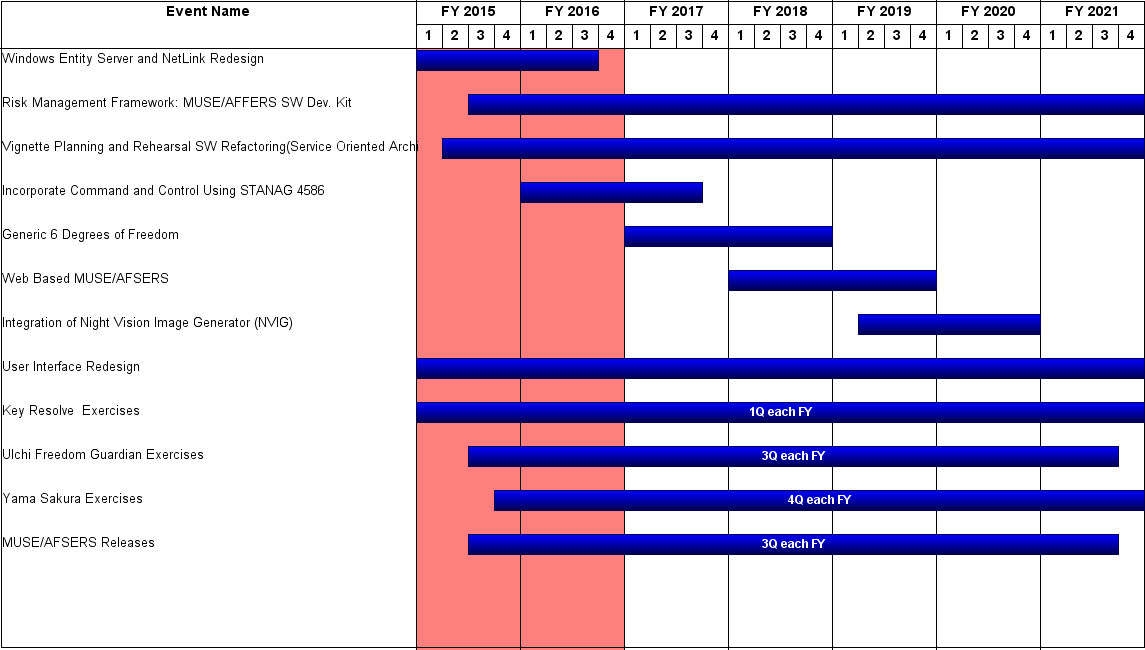 Event Name FY 2015 FY 2016 FY 2017 FY 2018 FY 2019 FY 2020 FY 2021
1 2 3 4 1 2 3 4 1 2 3 4 1 2 3 4 1 2 3 4 1 2 3 4 1 2 3 4
Windows Entity Server and NetLink Redesign
Risk Management Framework: MUSE/AFFERS SW Dev. Kit
Vignette Planning and Rehearsal SW Refactoring(Service Oriented Archi
Incorporate Command and Control Using STANAG 4586
Generic 6 Degrees of Freedom
Web Based MUSE/AFSERS
Integration of Night Vision Image Generator (NVIG)
User Interface Redesign
Key Resolve Exercises 1Q each FY
Ulchi Freedom Guardian Exercises 3Q each FY
Yama Sakura Exercises 4Q each FY
MUSE/AFSERS Releases 3Q each FY